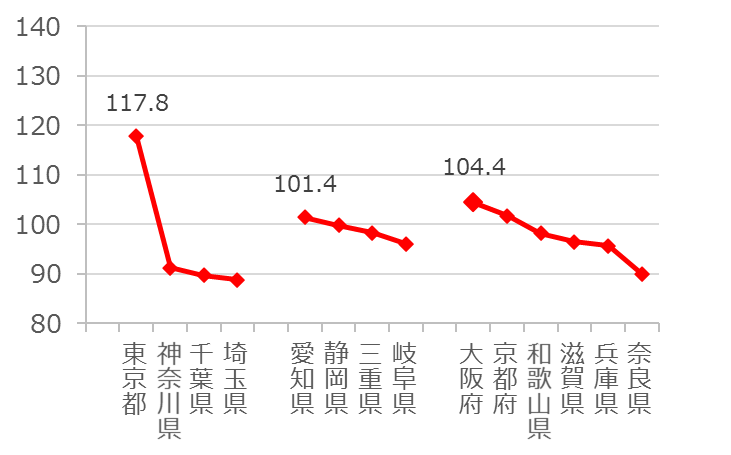 140
130
120
110
100
90
80
117.8
101.4
104.4
東京都
神奈川県
千葉県
埼玉県
愛知県
静岡県
三重県
岐阜県
大阪府
京都府
和歌山県
滋賀県
兵庫県
奈良県